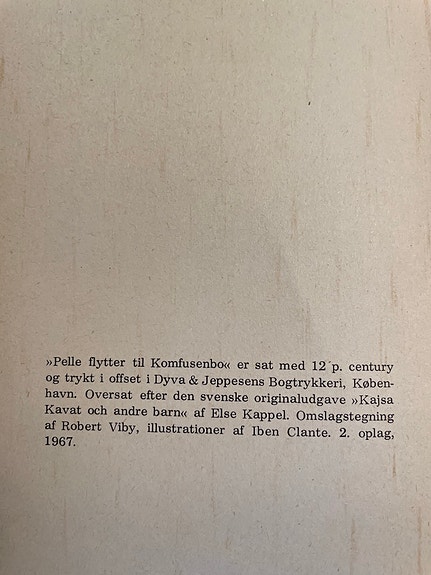 »Pelle flytter til Komfusenbo« er sat med 12 p. century
og trykt i offset i Dyva & Jeppesens Bogtrykkeri, Køben-
havn. Oversat efter den svenske originaludgave »Kajsa
Kavat och andre barn« af Else Kappel. Omslagstegning
af Robert Viby, illustrationer af Iben Clante. 2. oplag,
1967.